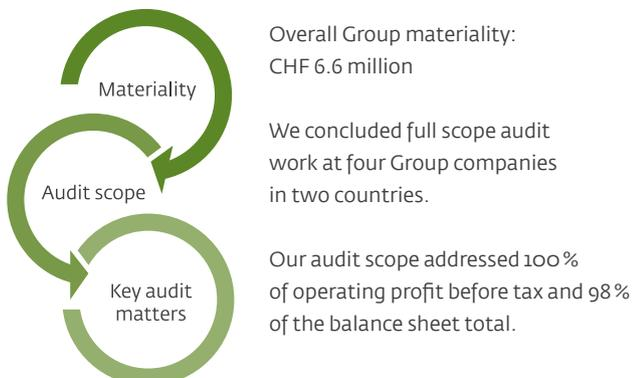 Materiality
Audit scope
Key audit
matters
Overall Group materiality:
CHF 6.6 million
We concluded full scope audit
work at four Group companies
in two countries.
Our audit scope addressed 100 %
of operating profit before tax and 98 %
of the balance sheet total.